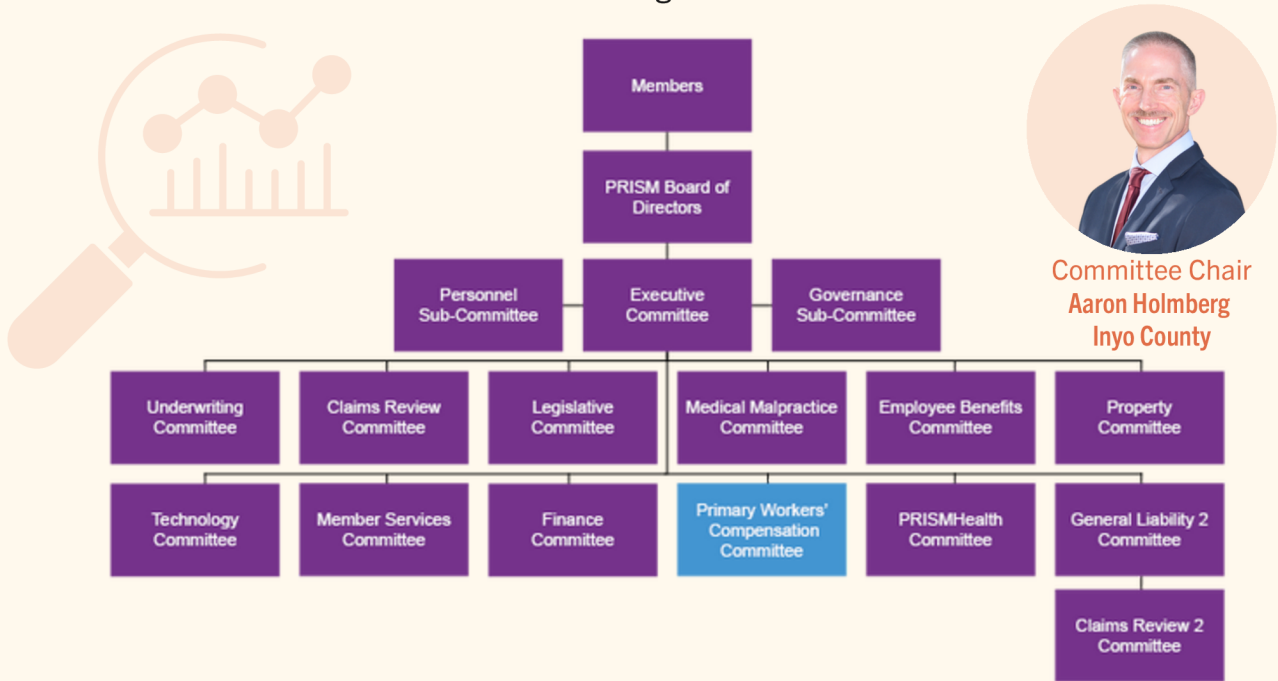 Members
PRISM Board of
Directors
Personnel
Sub-Committee
Executive
Committee
Governance
Sub-Committee
Committee Chair
Aaron Holmberg
Inyo County
Underwriting
Committee
Claims Review
Committee
Legislative
Committee
Medical Malpractice
Committee
Employee Benefits
Committee
Property
Committee
Technology
Committee
Member Services
Committee
Finance
Committee
Primary Workers'
Compensation
Committee
PRISMHealth
Committee
General Liability 2
Committee
Claims Review 2
Committee